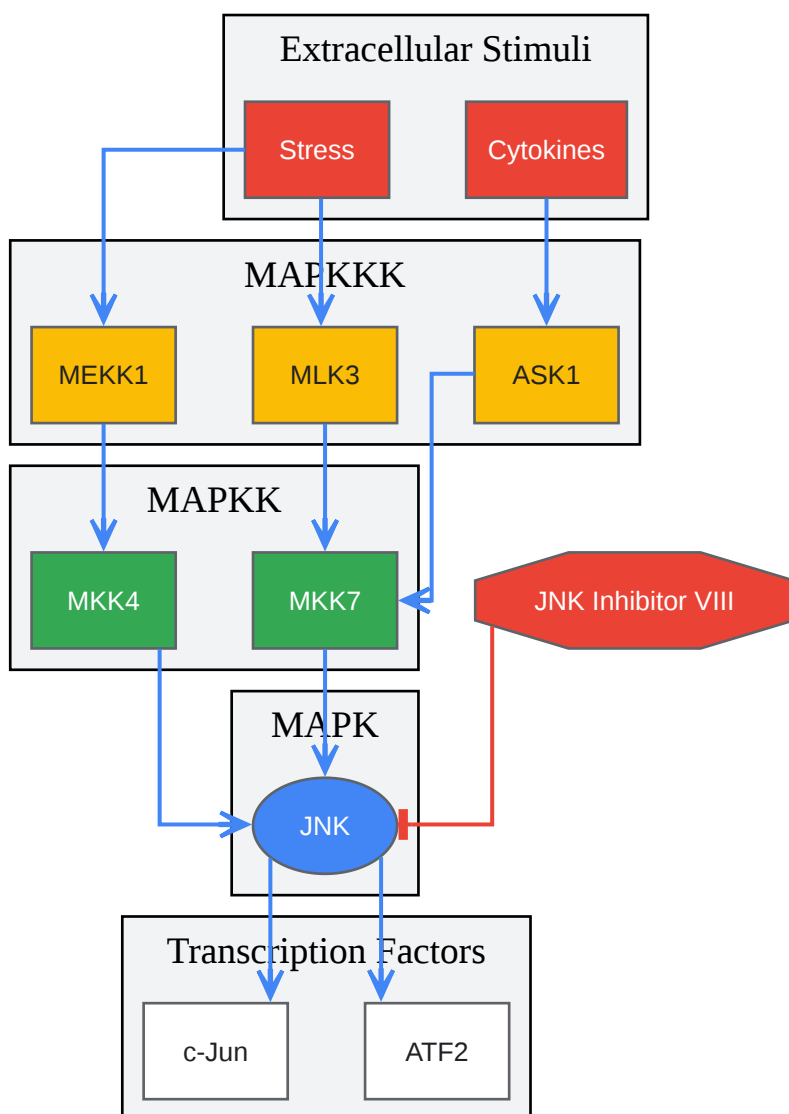 Extracellular Stimuli
Stress
Cytokines
MAPKKK
MEKK1
MLK3
ASK1
MAPKK
MKK4
MKK7
JNK Inhibitor VIII
MAPK
JNK
Transcription Factors
c-Jun
ATF2